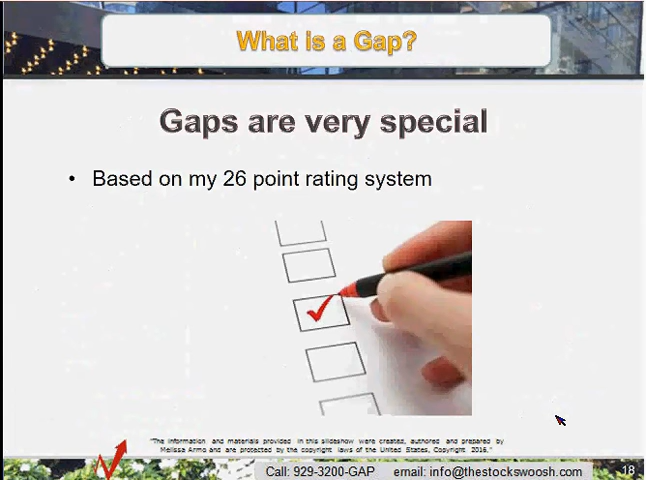 What is a Gap?
Gaps are very special
• Based on my 26 point rating system
"The information and materials provided in this slideshow were created, authored and prepared by
Melissa Armo and are protected by the copyright laws of the United States, Copyright 2016."
Call: 929-3200-GAP email: info@thestockswoosh.com
18